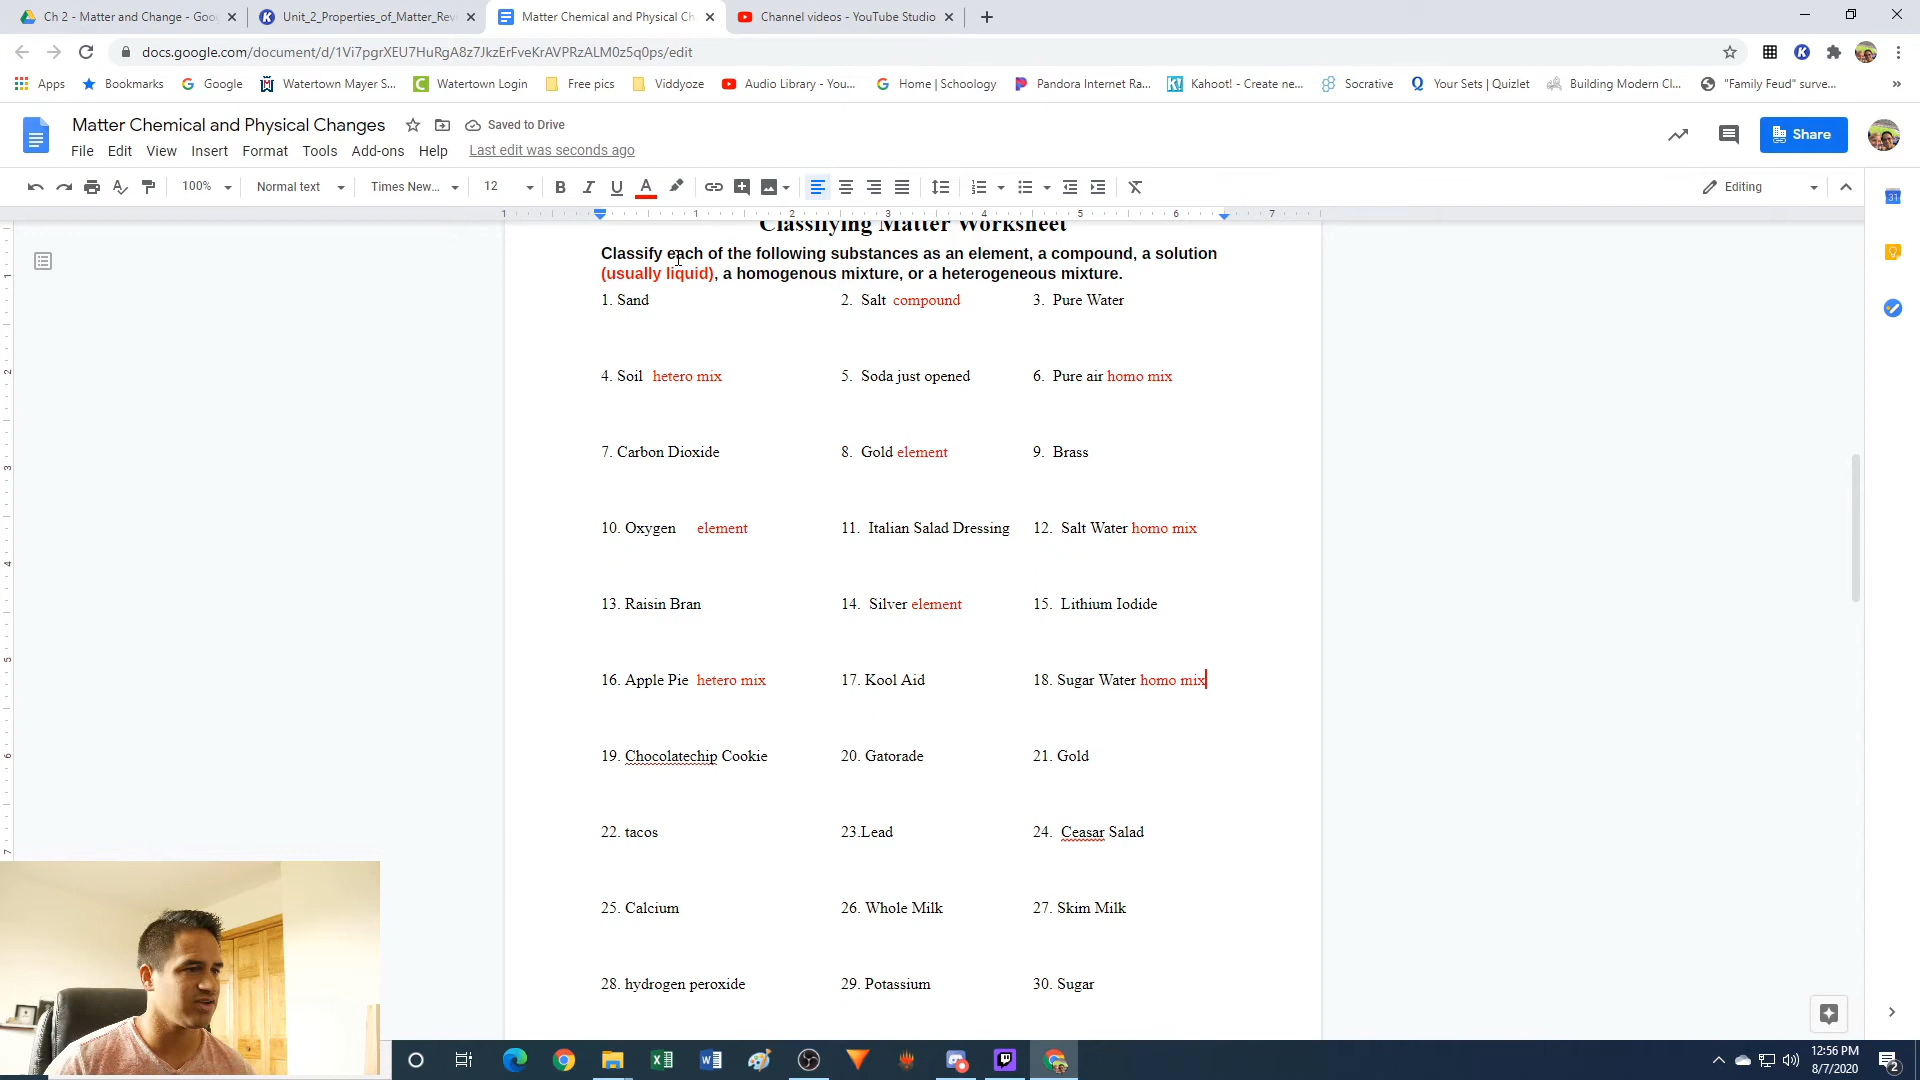 Ch 2 - Matter and Change - Goo
Unit_2_Properties_of_Matter_Revi
Matter Chemical and Physical Ch
Channel videos - YouTube Studio
docs.google.com/document/d/1Vi7pgrXEU7HuRgA8z7JkzErFveKrAVPRzALM0z5q0ps/edit
Apps
Bookmarks
Google
Watertown Mayer S...
Watertown Login
Free pics
Viddyoze
Audio Library - You...
Home | Schoology
Pandora Internet Ra...
Kahoot! - Create ne...
Socrative
Your Sets | Quizlet
Building Modern Cl...
"Family Feud" surve...
Matter Chemical and Physical Changes
Saved to Drive
Share
File Edit View Insert Format Tools Add-ons Help Last edit was seconds ago
100% Normal text Times New... 12 B I U A Editing
1 1 2 3 4 5 6 7
Classifying Matter Worksheet
Classify each of the following substances as an element, a compound, a solution
(usually liquid), a homogenous mixture, or a heterogeneous mixture.
1. Sand 2. Salt compound 3. Pure Water
4. Soil hetero mix 5. Soda just opened 6. Pure air homo mix
7. Carbon Dioxide 8. Gold element 9. Brass
10. Oxygen element 11. Italian Salad Dressing 12. Salt Water homo mix
13. Raisin Bran 14. Silver element 15. Lithium Iodide
16. Apple Pie hetero mix 17. Kool Aid 18. Sugar Water homo mix
19. Chocolatechip Cookie 20. Gatorade 21. Gold
22. tacos 23.Lead 24. Ceasar Salad
25. Calcium 26. Whole Milk 27. Skim Milk
28. hydrogen peroxide 29. Potassium 30. Sugar
12:56 PM
8/7/2020
2